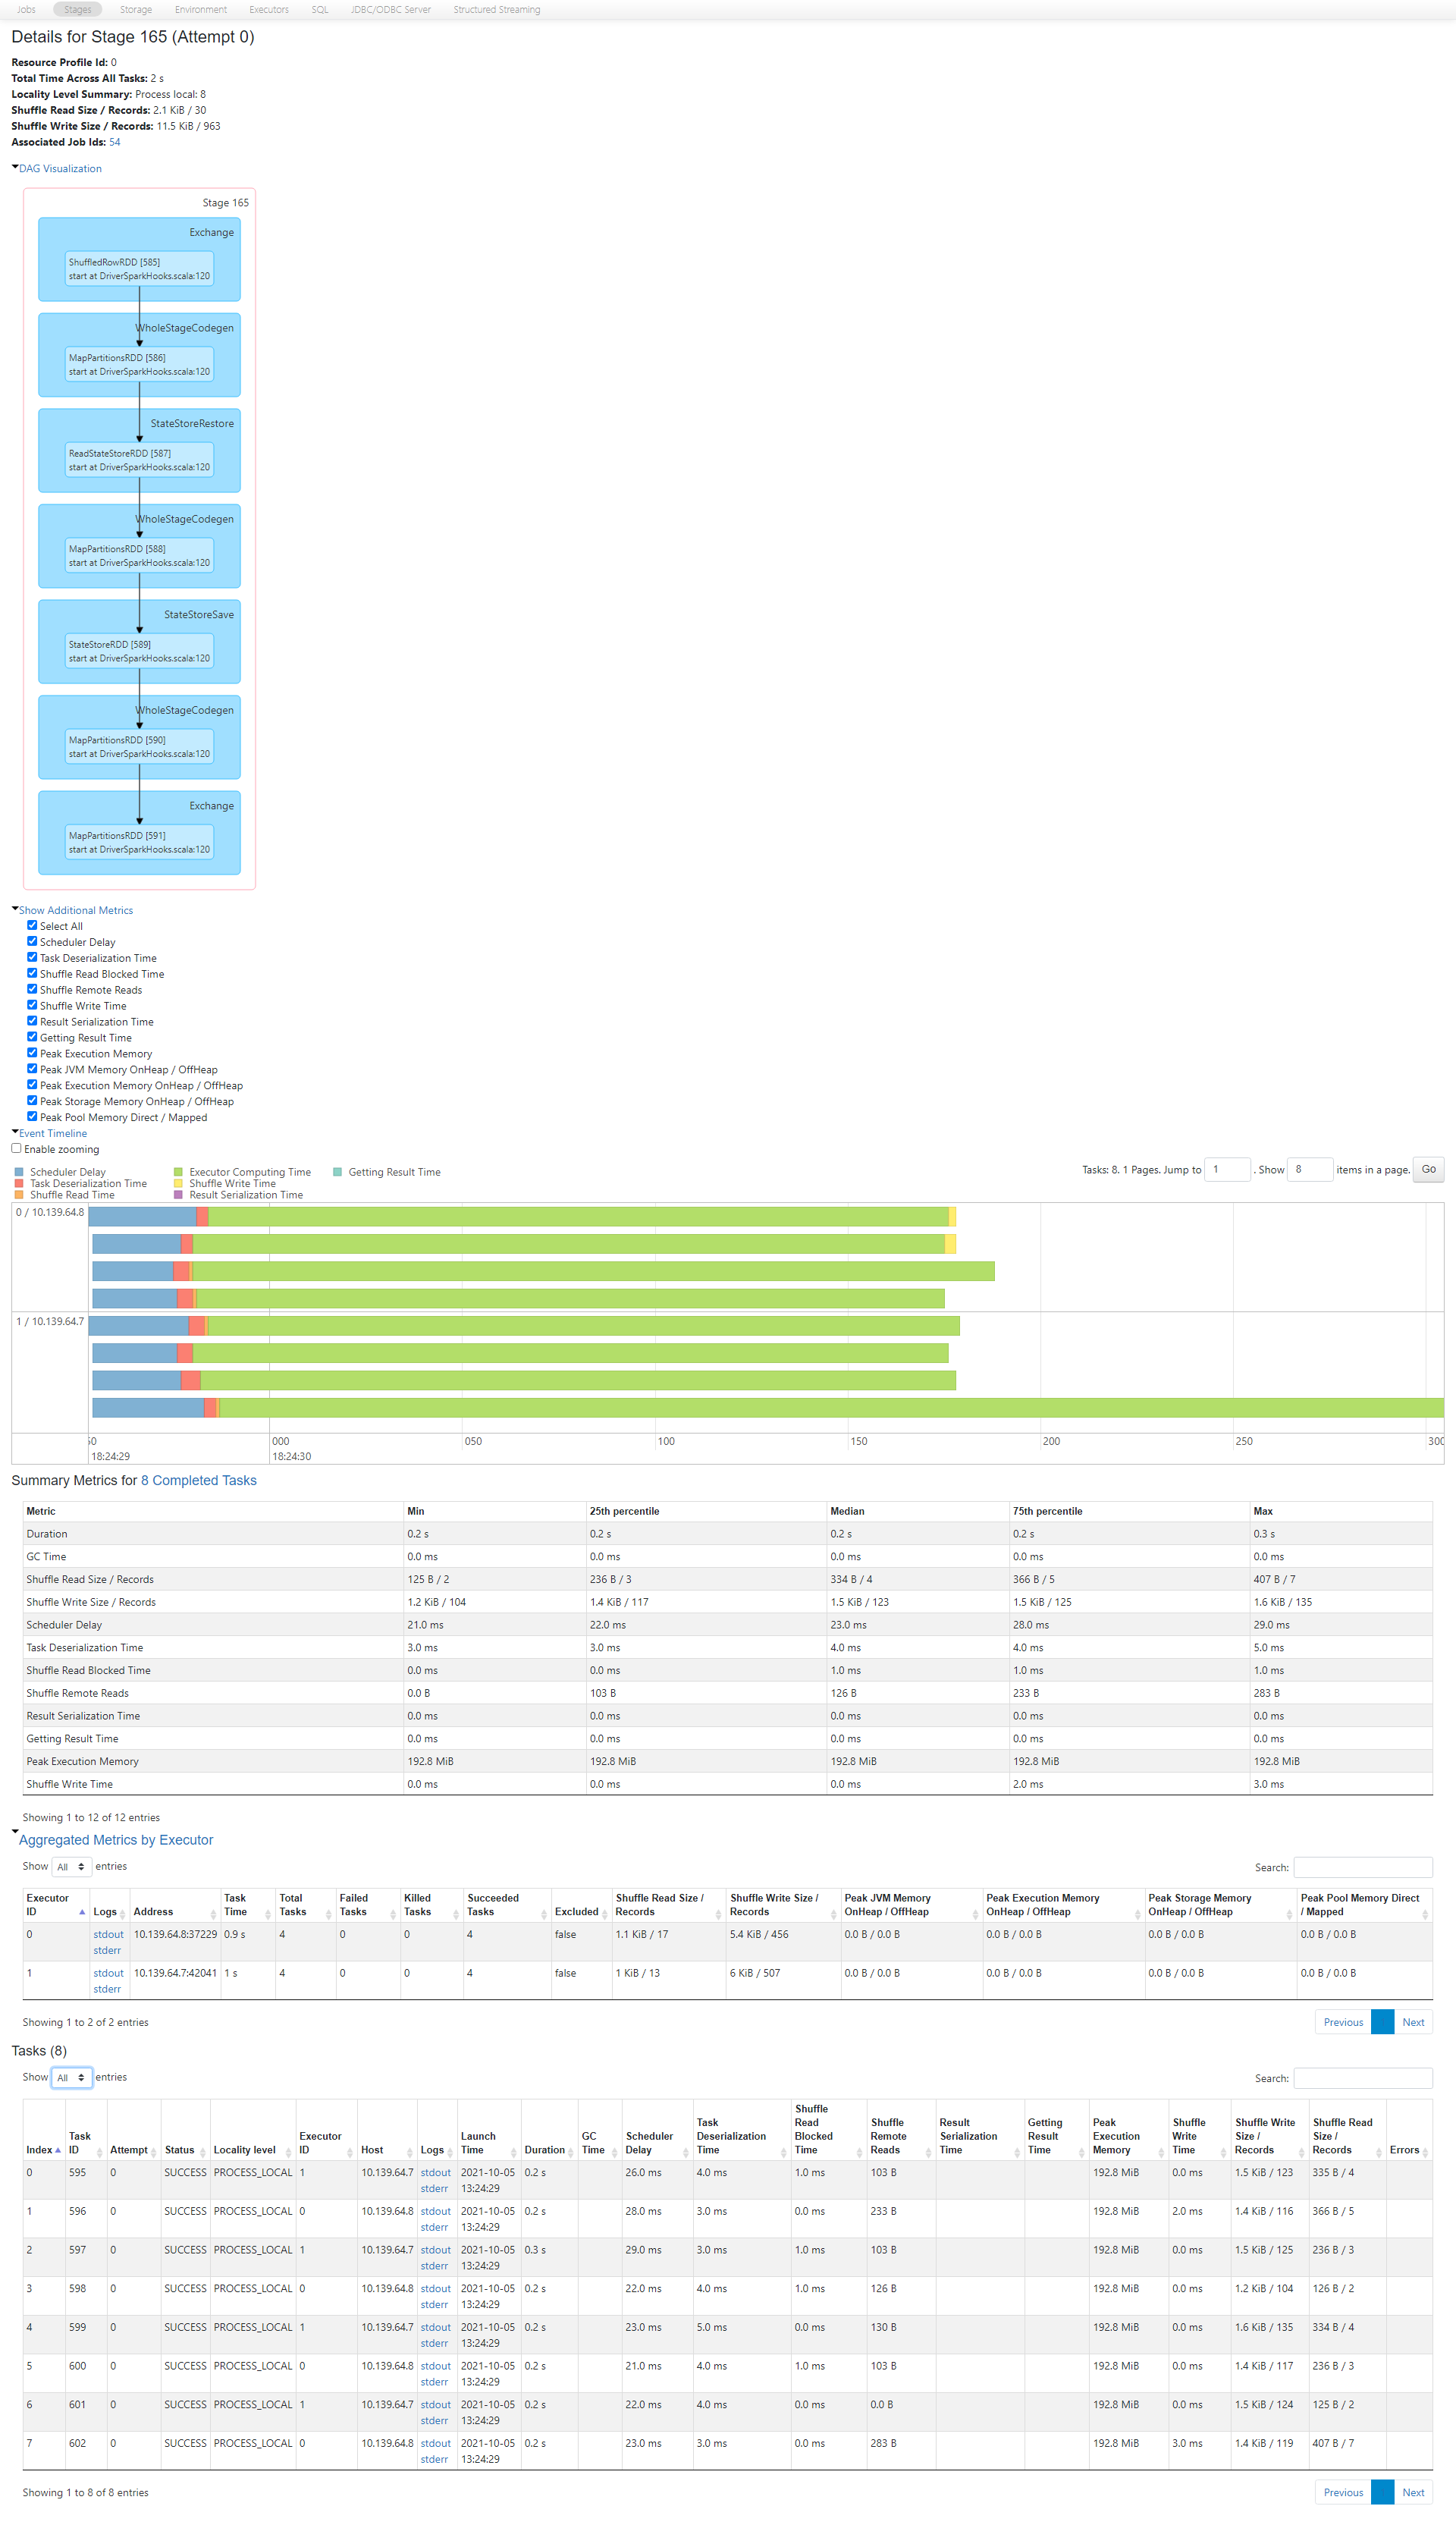 Jobs Stages Storage Environment Executors SQL JDBC/ODBC Server Structured Streaming
Details for Stage 165 (Attempt 0)
Resource Profile Id: 0
Total Time Across All Tasks: 2 s
Locality Level Summary: Process local: 8
Shuffle Read Size / Records: 2.1 KiB / 30
Shuffle Write Size / Records: 11.5 KiB / 963
Associated Job Ids: 54
DAG Visualization
Stage 165
Exchange
ShuffledRowRDD [585]
start at DriverSparkHooks.scala:120
WholeStageCodegen
MapPartitionsRDD [586]
start at DriverSparkHooks.scala:120
StateStoreRestore
ReadStateStoreRDD [587]
start at DriverSparkHooks.scala:120
WholeStageCodegen
MapPartitionsRDD [588]
start at DriverSparkHooks.scala:120
StateStoreSave
StateStoreRDD [589]
start at DriverSparkHooks.scala:120
WholeStageCodegen
MapPartitionsRDD [590]
start at DriverSparkHooks.scala:120
Exchange
MapPartitionsRDD [591]
start at DriverSparkHooks.scala:120
Show Additional Metrics
Select All
Scheduler Delay
Task Deserialization Time
Shuffle Read Blocked Time
Shuffle Remote Reads
Shuffle Write Time
Result Serialization Time
Getting Result Time
Peak Execution Memory
Peak JVM Memory OnHeap / OffHeap
Peak Execution Memory OnHeap / OffHeap
Peak Storage Memory OnHeap / OffHeap
Peak Pool Memory Direct / Mapped
Event Timeline
Enable zooming
Scheduler Delay Executor Computing Time Getting Result Time
Task Deserialization Time Shuffle Write Time
Shuffle Read Time Result Serialization Time
Tasks: 8. 1 Pages. Jump to 1 . Show 8 items in a page. Go
0 / 10.139.64.8
1 / 10.139.64.7
000 050 100 150 200 250 300
18:24:29 18:24:30
Summary Metrics for 8 Completed Tasks
Metric Min 25th percentile Median 75th percentile Max
Duration 0.2 s 0.2 s 0.2 s 0.2 s 0.3 s
GC Time 0.0 ms 0.0 ms 0.0 ms 0.0 ms 0.0 ms
Shuffle Read Size / Records 125 B / 2 236 B / 3 334 B / 4 366 B / 5 407 B / 7
Shuffle Write Size / Records 1.2 KiB / 104 1.4 KiB / 117 1.5 KiB / 123 1.5 KiB / 125 1.6 KiB / 135
Scheduler Delay 21.0 ms 22.0 ms 23.0 ms 28.0 ms 29.0 ms
Task Deserialization Time 3.0 ms 3.0 ms 4.0 ms 4.0 ms 5.0 ms
Shuffle Read Blocked Time 0.0 ms 0.0 ms 1.0 ms 1.0 ms 1.0 ms
Shuffle Remote Reads 0.0 B 103 B 126 B 233 B 283 B
Result Serialization Time 0.0 ms 0.0 ms 0.0 ms 0.0 ms 0.0 ms
Getting Result Time 0.0 ms 0.0 ms 0.0 ms 0.0 ms 0.0 ms
Peak Execution Memory 192.8 MiB 192.8 MiB 192.8 MiB 192.8 MiB 192.8 MiB
Shuffle Write Time 0.0 ms 0.0 ms 0.0 ms 2.0 ms 3.0 ms
Showing 1 to 12 of 12 entries
Aggregated Metrics by Executor
Show All entries Search:
Executor ID Logs Address Task Time Total Tasks Failed Tasks Killed Tasks Succeeded Tasks Excluded Shuffle Read Size / Records Shuffle Write Size / Records Peak JVM Memory OnHeap / OffHeap Peak Execution Memory OnHeap / OffHeap Peak Storage Memory OnHeap / OffHeap Peak Pool Memory Direct / Mapped
0 stdout stderr 10.139.64.8:37229 0.9 s 4 0 0 4 false 1.1 KiB / 17 5.4 KiB / 456 0.0 B / 0.0 B 0.0 B / 0.0 B 0.0 B / 0.0 B 0.0 B / 0.0 B
1 stdout stderr 10.139.64.7:42041 1 s 4 0 0 4 false 1 KiB / 13 6 KiB / 507 0.0 B / 0.0 B 0.0 B / 0.0 B 0.0 B / 0.0 B 0.0 B / 0.0 B
Showing 1 to 2 of 2 entries Previous Next
Tasks (8)
Show All entries Search:
Index Task ID Attempt Status Locality level Executor ID Host Logs Launch Time Duration GC Time Scheduler Delay Task Deserialization Time Shuffle Read Blocked Time Shuffle Remote Reads Result Serialization Time Getting Result Time Peak Execution Memory Shuffle Write Time Shuffle Write Size / Records Shuffle Read Size / Records Errors
0 595 0 SUCCESS PROCESS_LOCAL 1 10.139.64.7 stdout stderr 2021-10-05 13:24:29 0.2 s 26.0 ms 4.0 ms 1.0 ms 103 B 192.8 MiB 0.0 ms 1.5 KiB / 123 335 B / 4
1 596 0 SUCCESS PROCESS_LOCAL 0 10.139.64.8 stdout stderr 2021-10-05 13:24:29 0.2 s 28.0 ms 3.0 ms 0.0 ms 233 B 192.8 MiB 2.0 ms 1.4 KiB / 116 366 B / 5
2 597 0 SUCCESS PROCESS_LOCAL 1 10.139.64.7 stdout stderr 2021-10-05 13:24:29 0.3 s 29.0 ms 3.0 ms 1.0 ms 103 B 192.8 MiB 0.0 ms 1.5 KiB / 125 236 B / 3
3 598 0 SUCCESS PROCESS_LOCAL 0 10.139.64.8 stdout stderr 2021-10-05 13:24:29 0.2 s 22.0 ms 4.0 ms 1.0 ms 126 B 192.8 MiB 0.0 ms 1.2 KiB / 104 126 B / 2
4 599 0 SUCCESS PROCESS_LOCAL 1 10.139.64.7 stdout stderr 2021-10-05 13:24:29 0.2 s 23.0 ms 5.0 ms 0.0 ms 130 B 192.8 MiB 0.0 ms 1.6 KiB / 135 334 B / 4
5 600 0 SUCCESS PROCESS_LOCAL 0 10.139.64.8 stdout stderr 2021-10-05 13:24:29 0.2 s 21.0 ms 4.0 ms 1.0 ms 103 B 192.8 MiB 0.0 ms 1.4 KiB / 117 236 B / 3
6 601 0 SUCCESS PROCESS_LOCAL 1 10.139.64.7 stdout stderr 2021-10-05 13:24:29 0.2 s 22.0 ms 4.0 ms 0.0 ms 0.0 B 192.8 MiB 0.0 ms 1.5 KiB / 124 125 B / 2
7 602 0 SUCCESS PROCESS_LOCAL 0 10.139.64.8 stdout stderr 2021-10-05 13:24:29 0.2 s 23.0 ms 3.0 ms 0.0 ms 283 B 192.8 MiB 3.0 ms 1.4 KiB / 119 407 B / 7
Showing 1 to 8 of 8 entries Previous Next